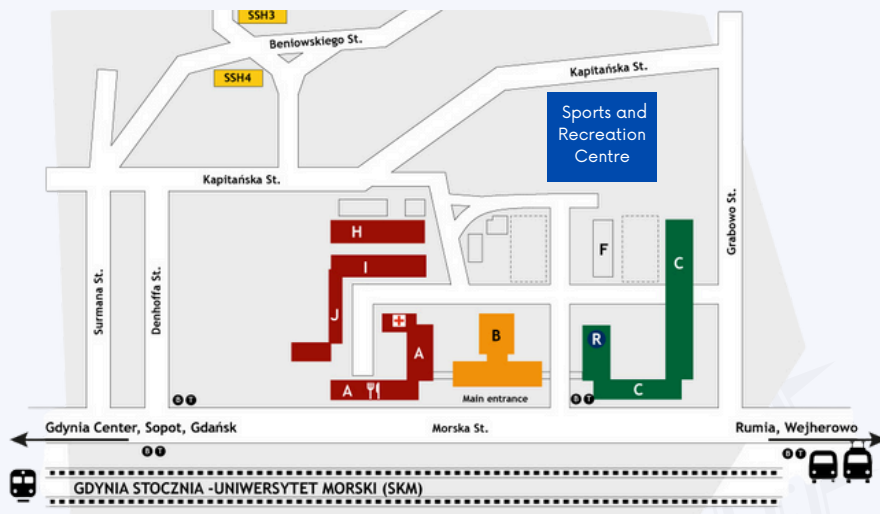 SSH3
Beniowskiego St.
SSH4
Kapitańska St.
Sports and
Recreation
Centre
Kapitańska St.
Surmana St.
Denhoffa St.
Grabowo St.
H
F
I
C
J
B
R
A
A
C
Main entrance
B T
B T
Gdynia Center, Sopot, Gdańsk
Morska St.
Rumia, Wejherowo
B T
B T
GDYNIA STOCZNIA -UNIWERSYTET MORSKI (SKM)